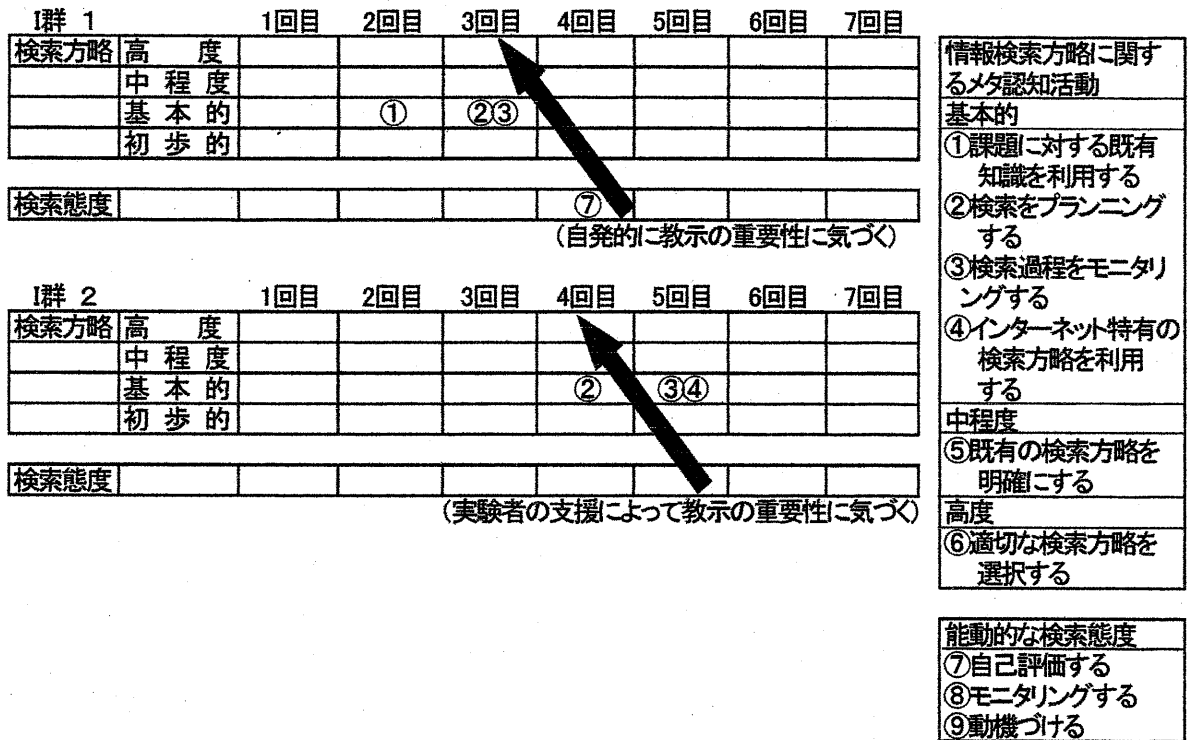 I群 1 1回目 2回目 3回目 4回目 5回目 6回目 7回目
検索方略 高 度
中 程 度
基 本 的 ① ②③
初 歩 的
検索態度 ⑦
(自発的に教示の重要性に気づく)
I群 2 1回目 2回目 3回目 4回目 5回目 6回目 7回目
検索方略 高 度
中 程 度
基 本 的 ② ③④
初 歩 的
検索態度
(実験者の支援によって教示の重要性に気づく)
情報検索方略に関す
るメタ認知活動
基本的
①課題に対する既有
知識を利用する
②検索をプランニング
する
③検索過程をモニタリ
ングする
④インターネット特有の
検索方略を利用
する
中程度
⑤既有の検索方略を
明確にする
高度
⑥適切な検索方略を
選択する
能動的な検索態度
⑦自己評価する
⑧モニタリングする
⑨動機づける